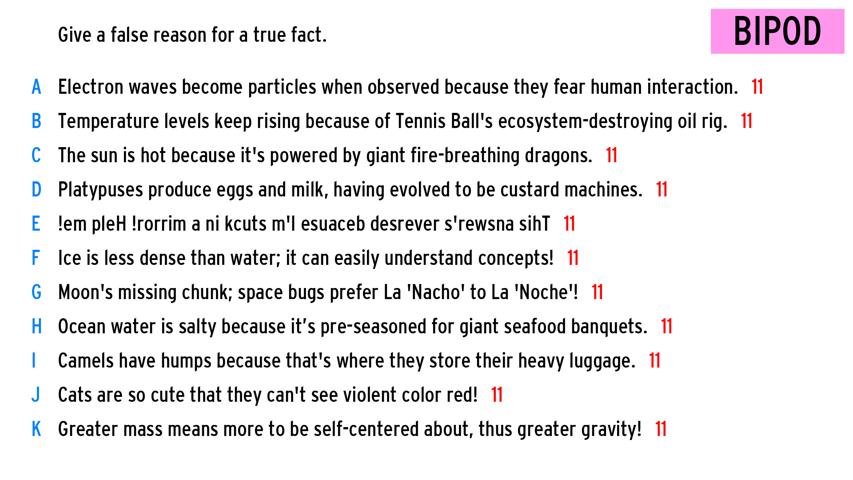 Give a false reason for a true fact.
BIPOD
A Electron waves become particles when observed because they fear human interaction. 11
B Temperature levels keep rising because of Tennis Ball's ecosystem-destroying oil rig. 11
C The sun is hot because it's powered by giant fire-breathing dragons. 11
D Platypuses produce eggs and milk, having evolved to be custard machines. 11
E !em pleH !rorrim a ni kcuts m'I esuaceb desrever s'rewsna sihT 11
F Ice is less dense than water; it can easily understand concepts! 11
G Moon's missing chunk; space bugs prefer La 'Nacho' to La 'Noche'! 11
H Ocean water is salty because it’s pre-seasoned for giant seafood banquets. 11
I Camels have humps because that's where they store their heavy luggage. 11
J Cats are so cute that they can't see violent color red! 11
K Greater mass means more to be self-centered about, thus greater gravity! 11